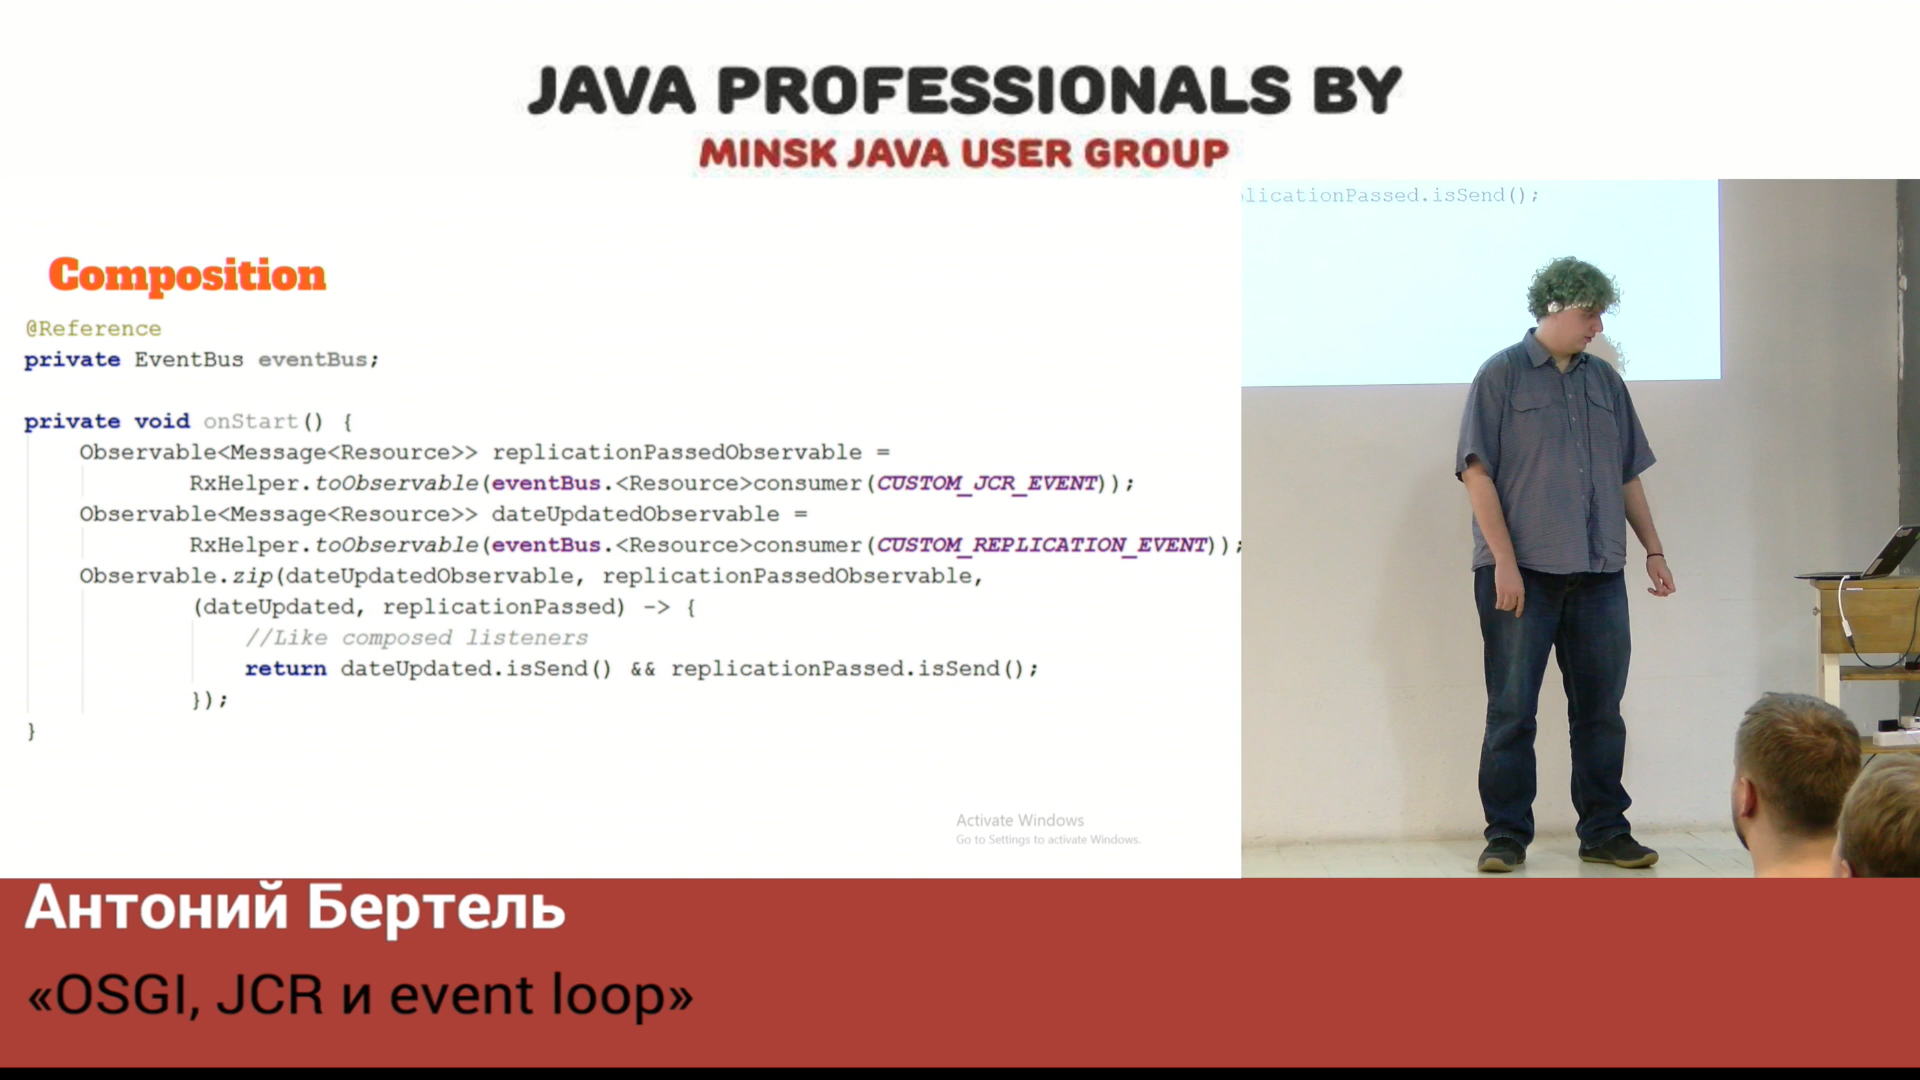 JAVA PROFESSIONALS BY
MINSK JAVA USER GROUP
Composition
@Reference
private EventBus eventBus;
private void onStart() {
Observable<Message<Resource>> replicationPassedObservable =
RxHelper.toObservable(eventBus.<Resource>consumer(CUSTOM_JCR_EVENT));
Observable<Message<Resource>> dateUpdatedObservable =
RxHelper.toObservable(eventBus.<Resource>consumer(CUSTOM_REPLICATION_EVENT));
Observable.zip(dateUpdatedObservable, replicationPassedObservable,
(dateUpdated, replicationPassed) -> {
//Like composed listeners
return dateUpdated.isSend() && replicationPassed.isSend();
});
}
Activate Windows
Go to Settings to activate Windows.
licationPassed.isSend();
Антоний Бертель
«OSGI, JCR и event loop»